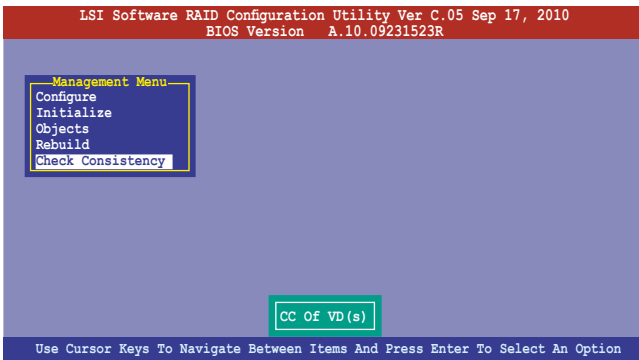 LSI Software RAID Configuration Utility Ver C.05 Sep 17, 2010
BIOS Version A.10.09231523R
Management Menu
Configure
Initialize
Objects
Rebuild
Check Consistency
CC Of VD(s)
Use Cursor Keys To Navigate Between Items And Press Enter To Select An Option